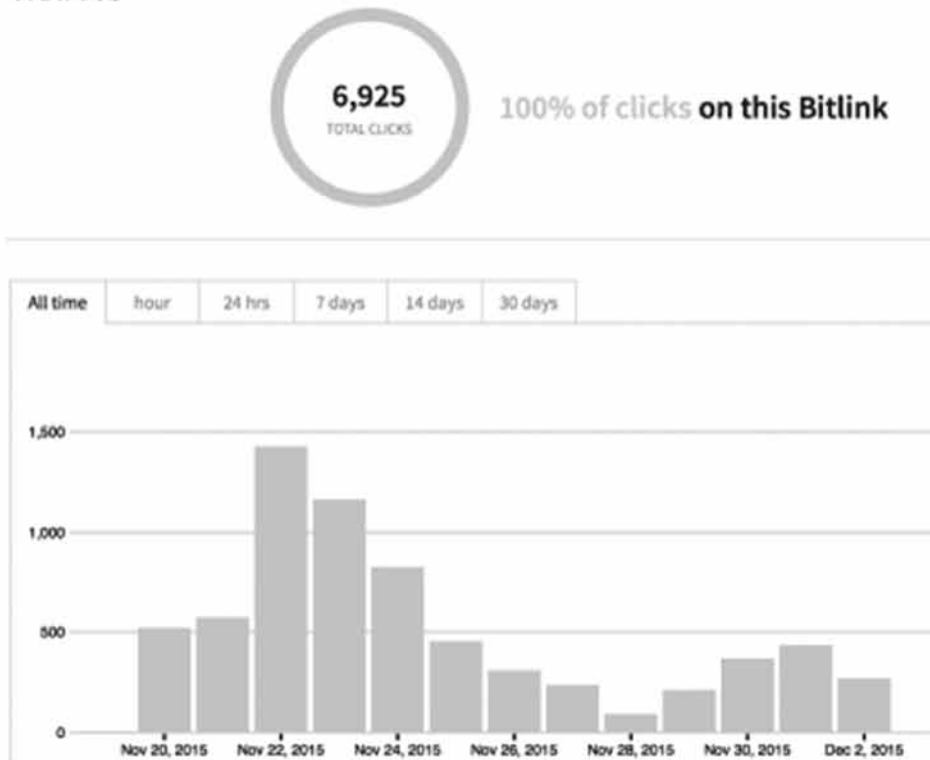 6,925
TOTAL CLICKS
100% of clicks on this Bitlink
All time hour 24 hrs 7 days 14 days 30 days
1,500
1,000
500
0
Nov 20, 2015 Nov 22, 2015 Nov 24, 2015 Nov 26, 2015 Nov 28, 2015 Nov 30, 2015 Dec 2, 2015